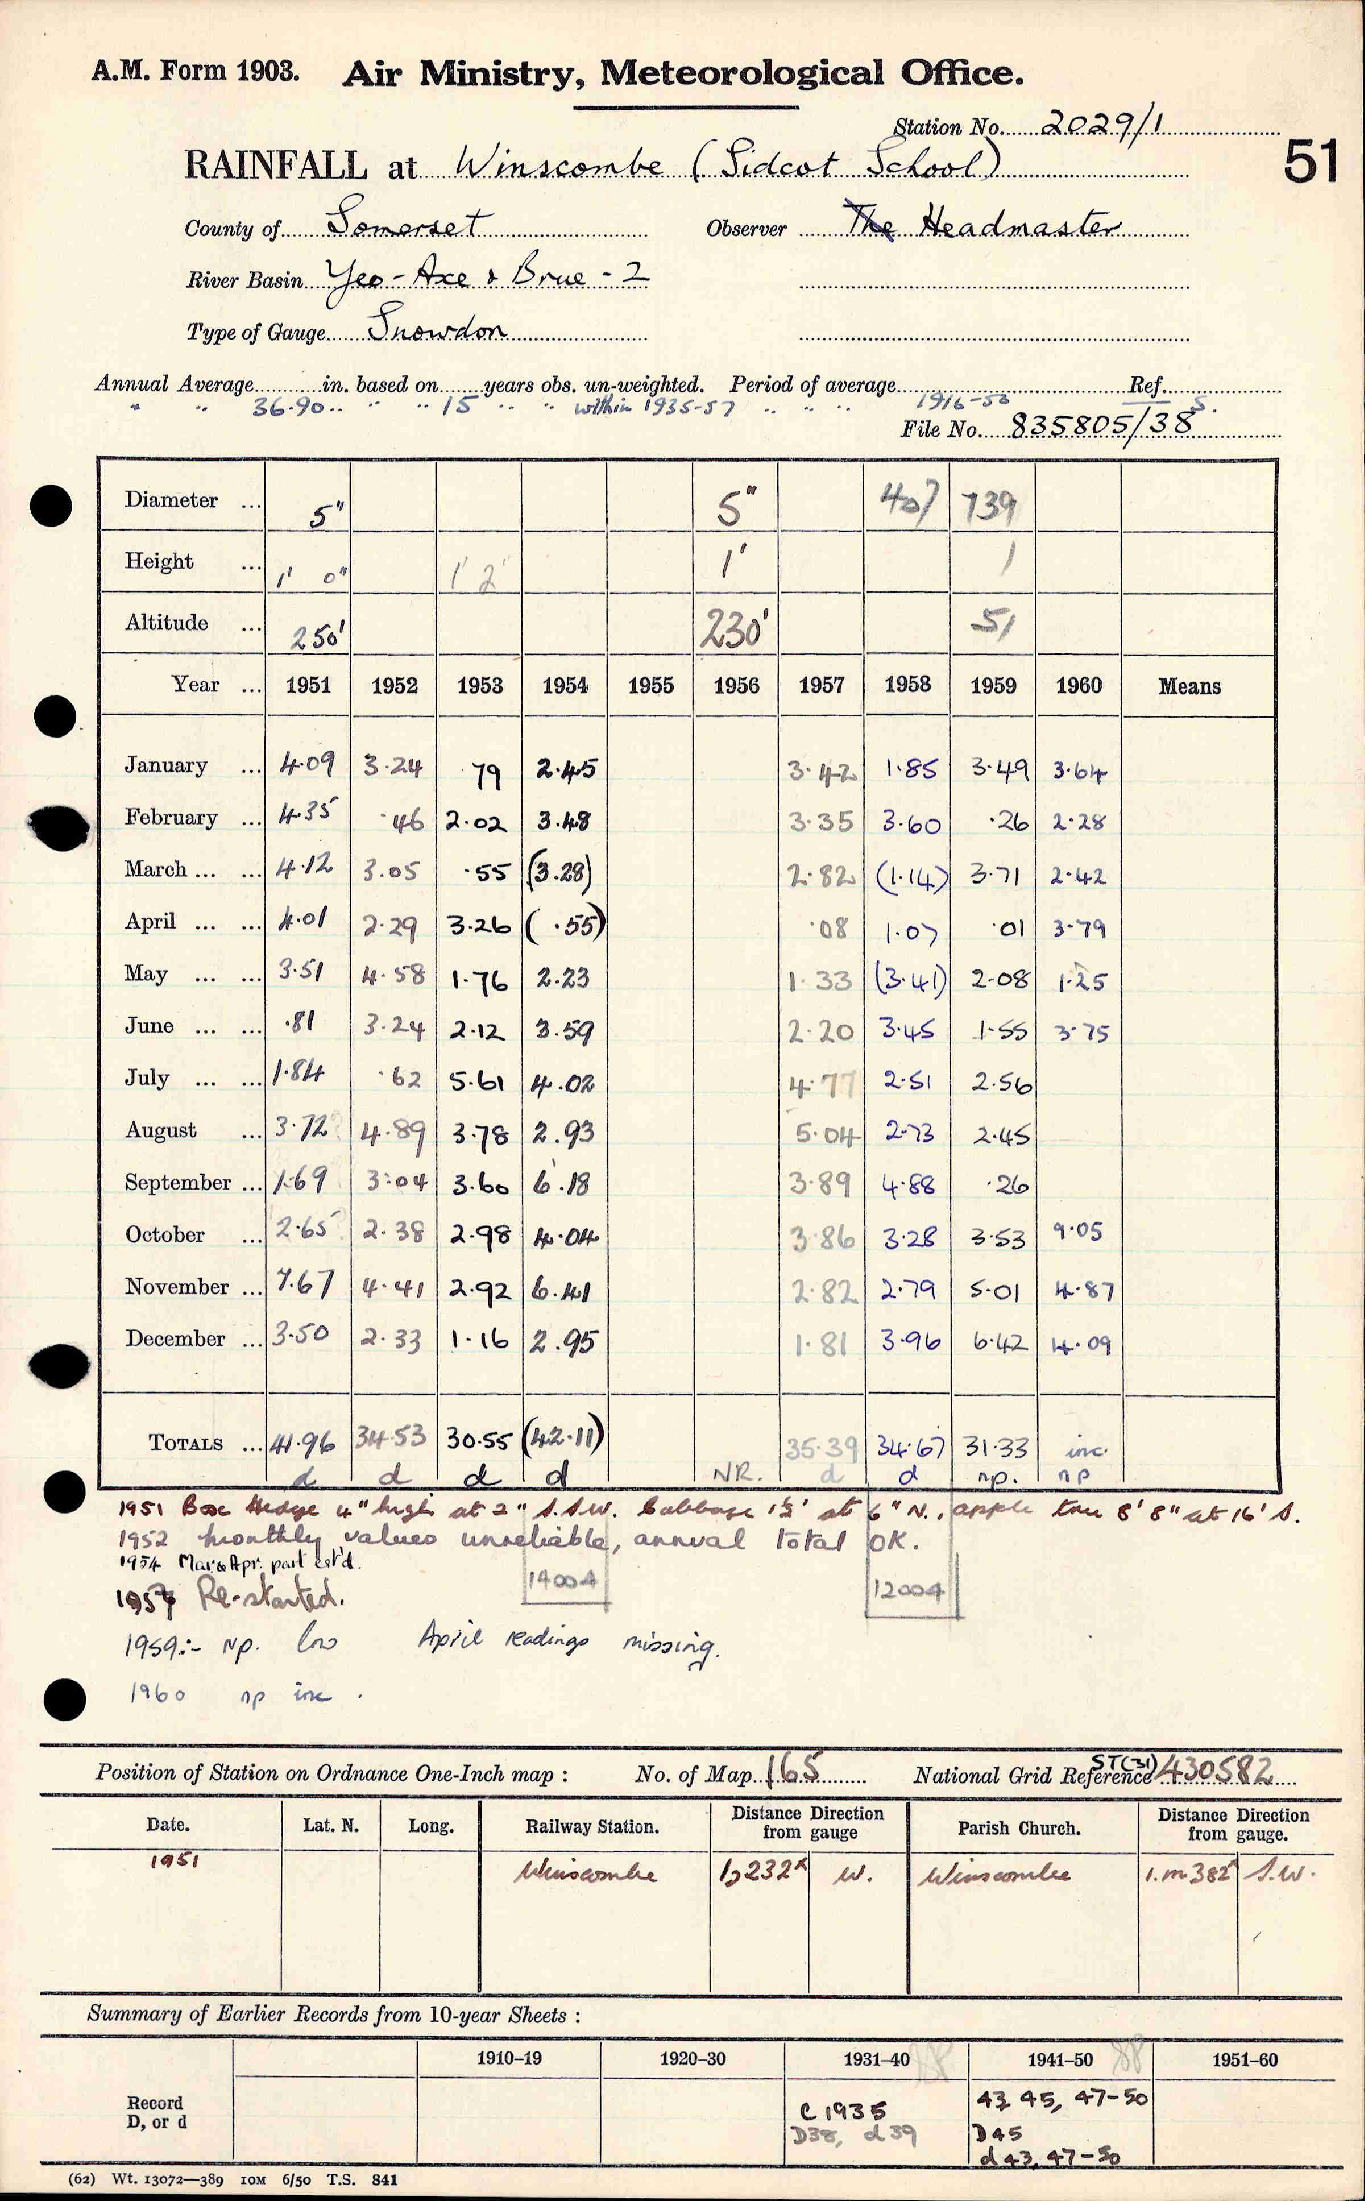 A.M. Form 1903. Air Ministry, Meteorological Office.
Station No. 2029/1
51
RAINFALL at Winscombe (Sidcot School)
County of Somerset Observer The Headmaster
River Basin Yeo-Axe & Brue - 2
Type of Gauge Snowdon
Annual Average in. based on years obs. un-weighted. Period of average Ref.
" " 36.90 " " 15 " " within 1935-57 " " " 1916-50 S.
File No. 835805/38
Diameter ... 5" 5" 407 739
Height ... 1' 0" 1' 2" 1' 1
Altitude ... 250' 230' 51
Year ... 1951 1952 1953 1954 1955 1956 1957 1958 1959 1960 Means
January ... 4.09 3.24 79 2.45 3.42 1.85 3.49 3.64
February ... 4.35 .46 2.02 3.48 3.35 3.60 .26 2.28
March ... ... 4.12 3.05 .55 (3.28) 2.82 (1.14) 3.71 2.42
April ... ... 4.01 2.29 3.26 (.55) .08 1.07 .01 3.79
May ... ... 3.51 4.58 1.76 2.23 1.33 (3.41) 2.08 1.25
June ... ... .81 3.24 2.12 3.59 2.20 3.45 1.55 3.75
July ... ... 1.84 .62 5.61 4.02 4.77 2.51 2.56
August ... 3.72 4.89 3.78 2.93 5.04 2.73 2.45
September ... 1.69 3.04 3.60 6.18 3.89 4.88 .26
October ... 2.65 2.38 2.98 4.04 3.86 3.28 3.53 9.05
November ... 7.67 4.41 2.92 6.41 2.82 2.79 5.01 4.87
December ... 3.50 2.33 1.16 2.95 1.81 3.96 6.42 4.09
TOTALS ... 41.96 34.53 30.55 (42.11) 35.39 34.67 31.33 inc.
d d d d NR. d d np. np
1951 Box Hedge 4" high at 2" S.S.W. Cabbage 1½' at 6" N., apple tree 8' 8" at 16' S.
1952 monthly values unreliable, annual total OK.
1954 Mar & Apr. part est'd.
14004 12004
1957 Re-started.
1959:- np. low April readings missing.
1960 np inc.
Position of Station on Ordnance One-Inch map : No. of Map 165 National Grid Reference ST(31) 430582
Date. Lat. N. Long. Railway Station. Distance Direction from gauge Parish Church. Distance Direction from gauge.
1951 Winscombe 1,232x W. Winscombe 1.m 382x S.W.
Summary of Earlier Records from 10-year Sheets :
1910-19 1920-30 1931-40 88 1941-50 88 1951-60
Record D, or d
C 1935 43, 45, 47-50
D38, d39 D45
d 43, 47-50
(62) Wt. 13072—389 10M 6/50 T.S. 841